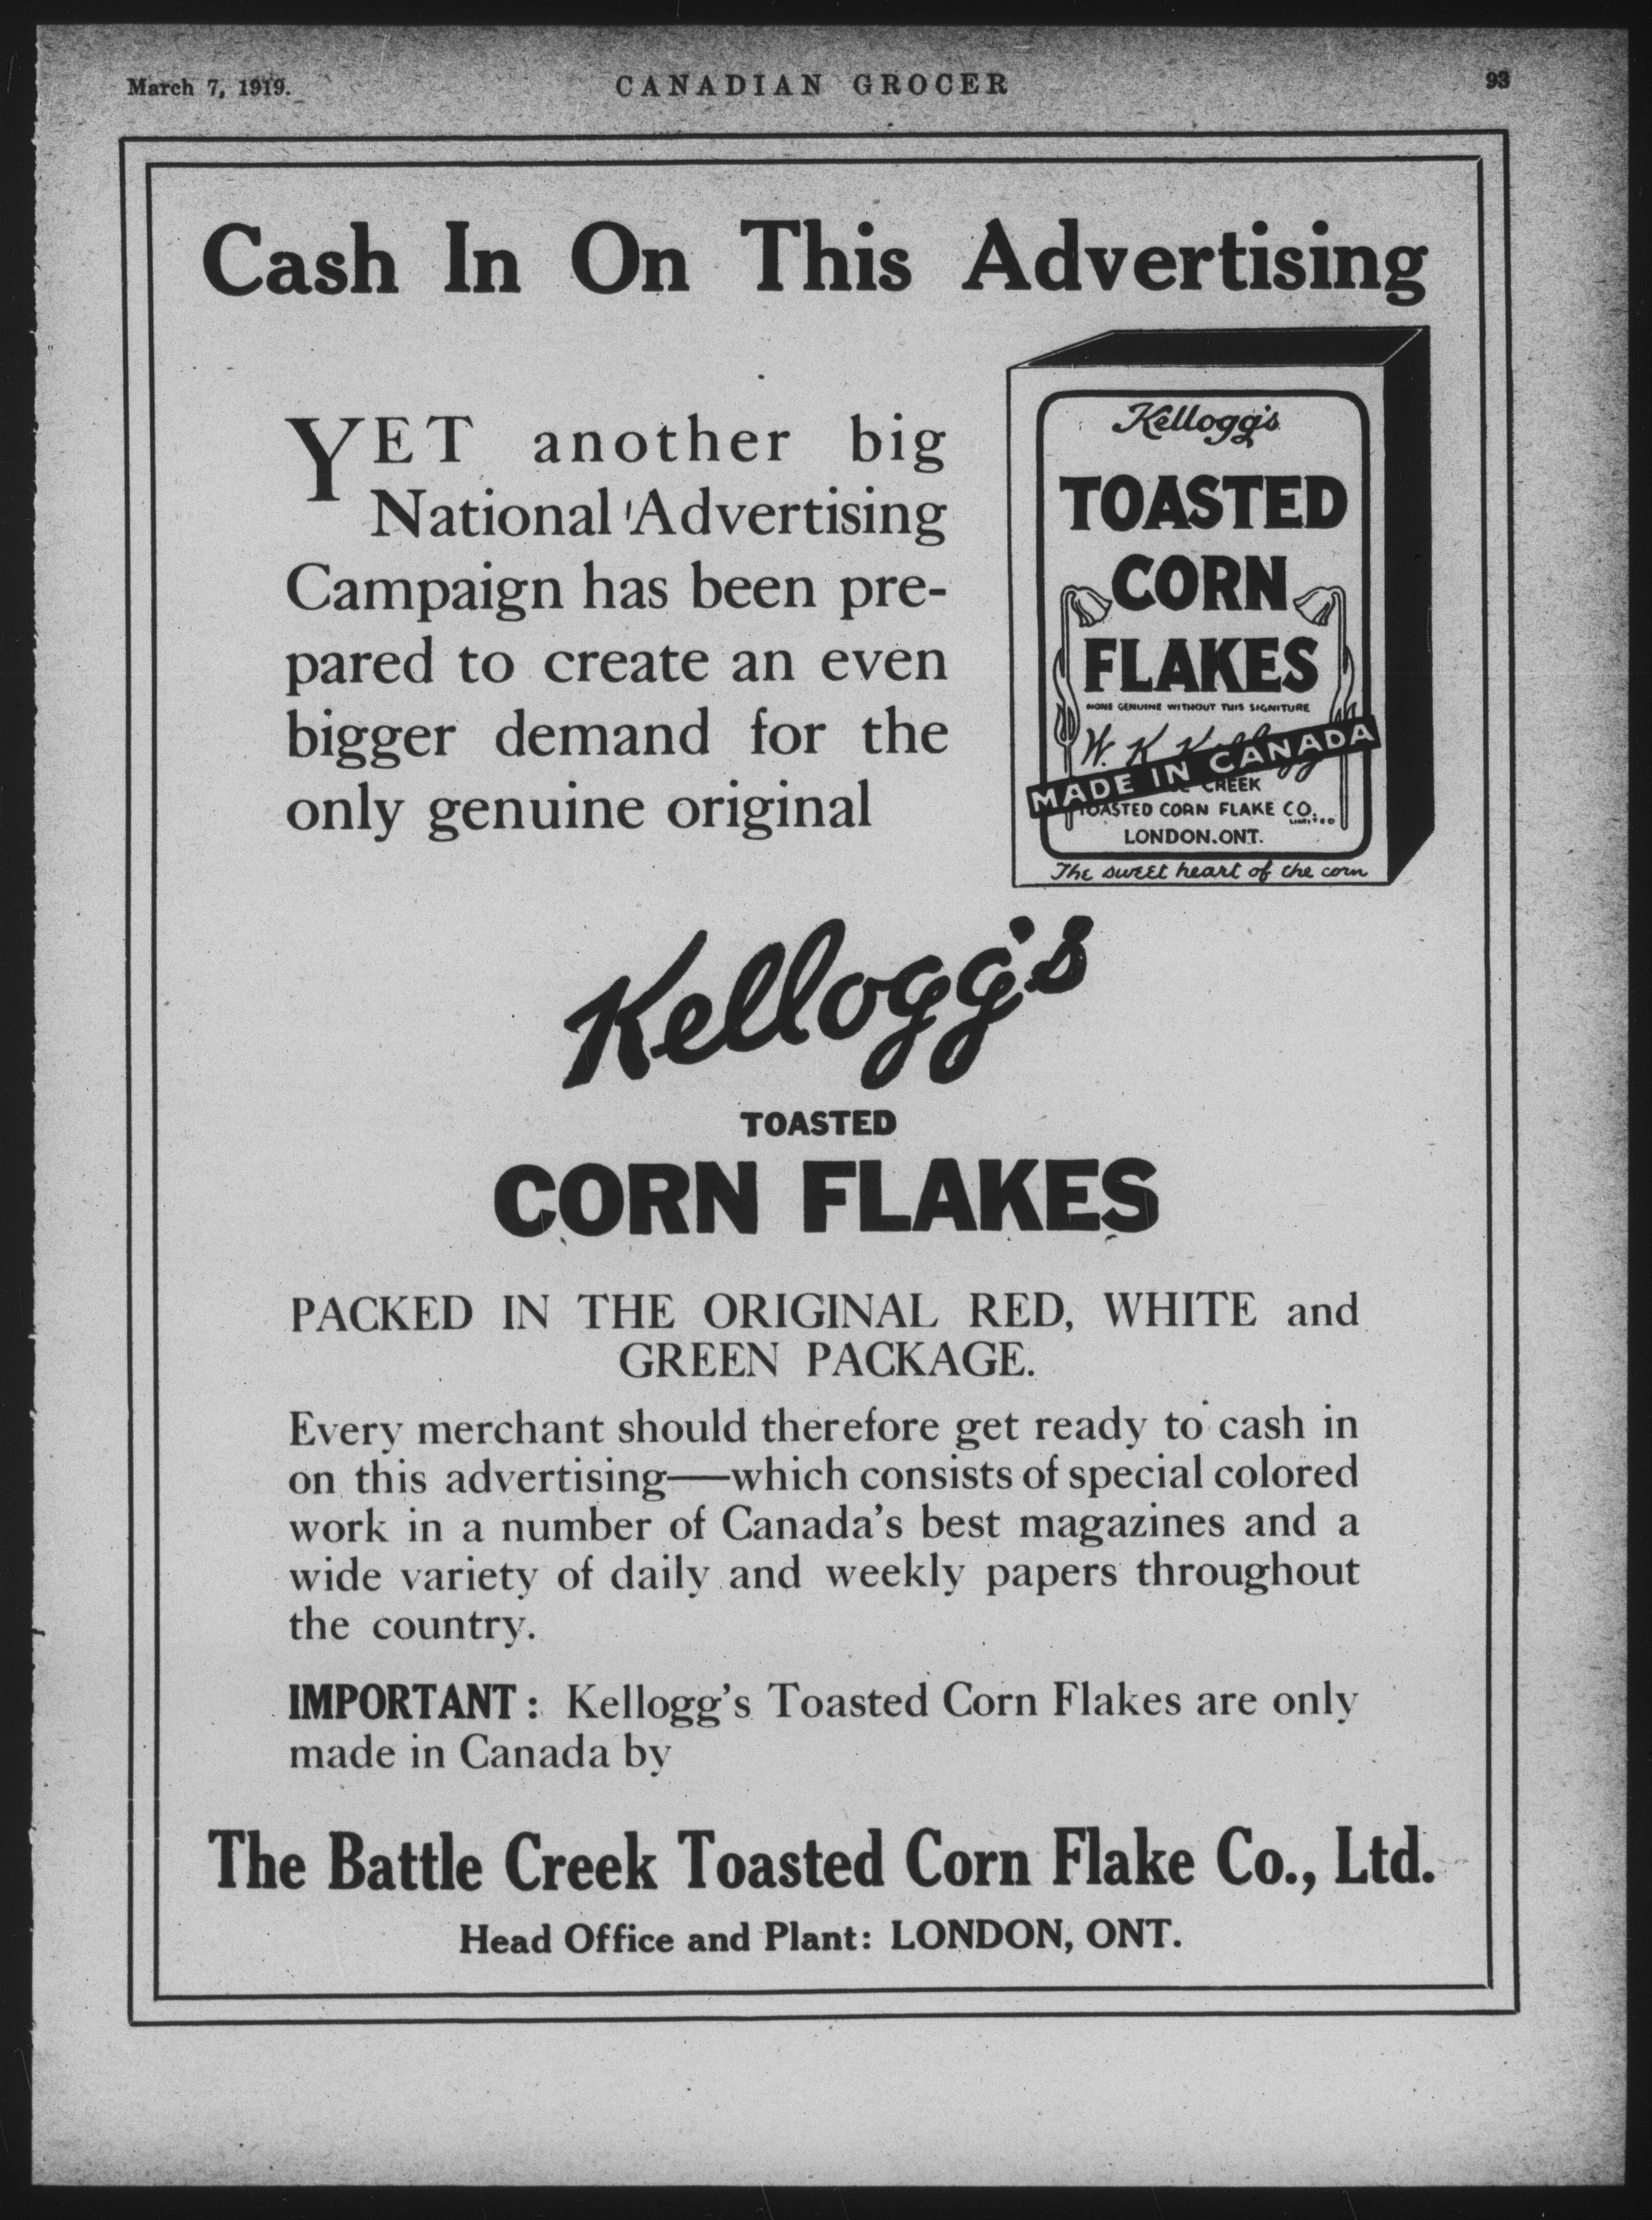 March 7, 1919.
CANADIAN GROCER
93
Cash In On This Advertising
YET another big
National Advertising
Campaign has been pre-
pared to create an even
bigger demand for the
only genuine original
Kellogg's
TOASTED
CORN
FLAKES
NONE GENUINE WITHOUT THIS SIGNITURE
W. K. Kellogg
MADE IN CANADA
CREEK
TOASTED CORN FLAKE CO.
LIMITED
LONDON.ONT.
The sweet heart of the corn
Kellogg's
TOASTED
CORN FLAKES
PACKED IN THE ORIGINAL RED, WHITE and
GREEN PACKAGE.
Every merchant should therefore get ready to cash in
on this advertising—which consists of special colored
work in a number of Canada's best magazines and a
wide variety of daily and weekly papers throughout
the country.
IMPORTANT: Kellogg's Toasted Corn Flakes are only
made in Canada by
The Battle Creek Toasted Corn Flake Co., Ltd.
Head Office and Plant: LONDON, ONT.